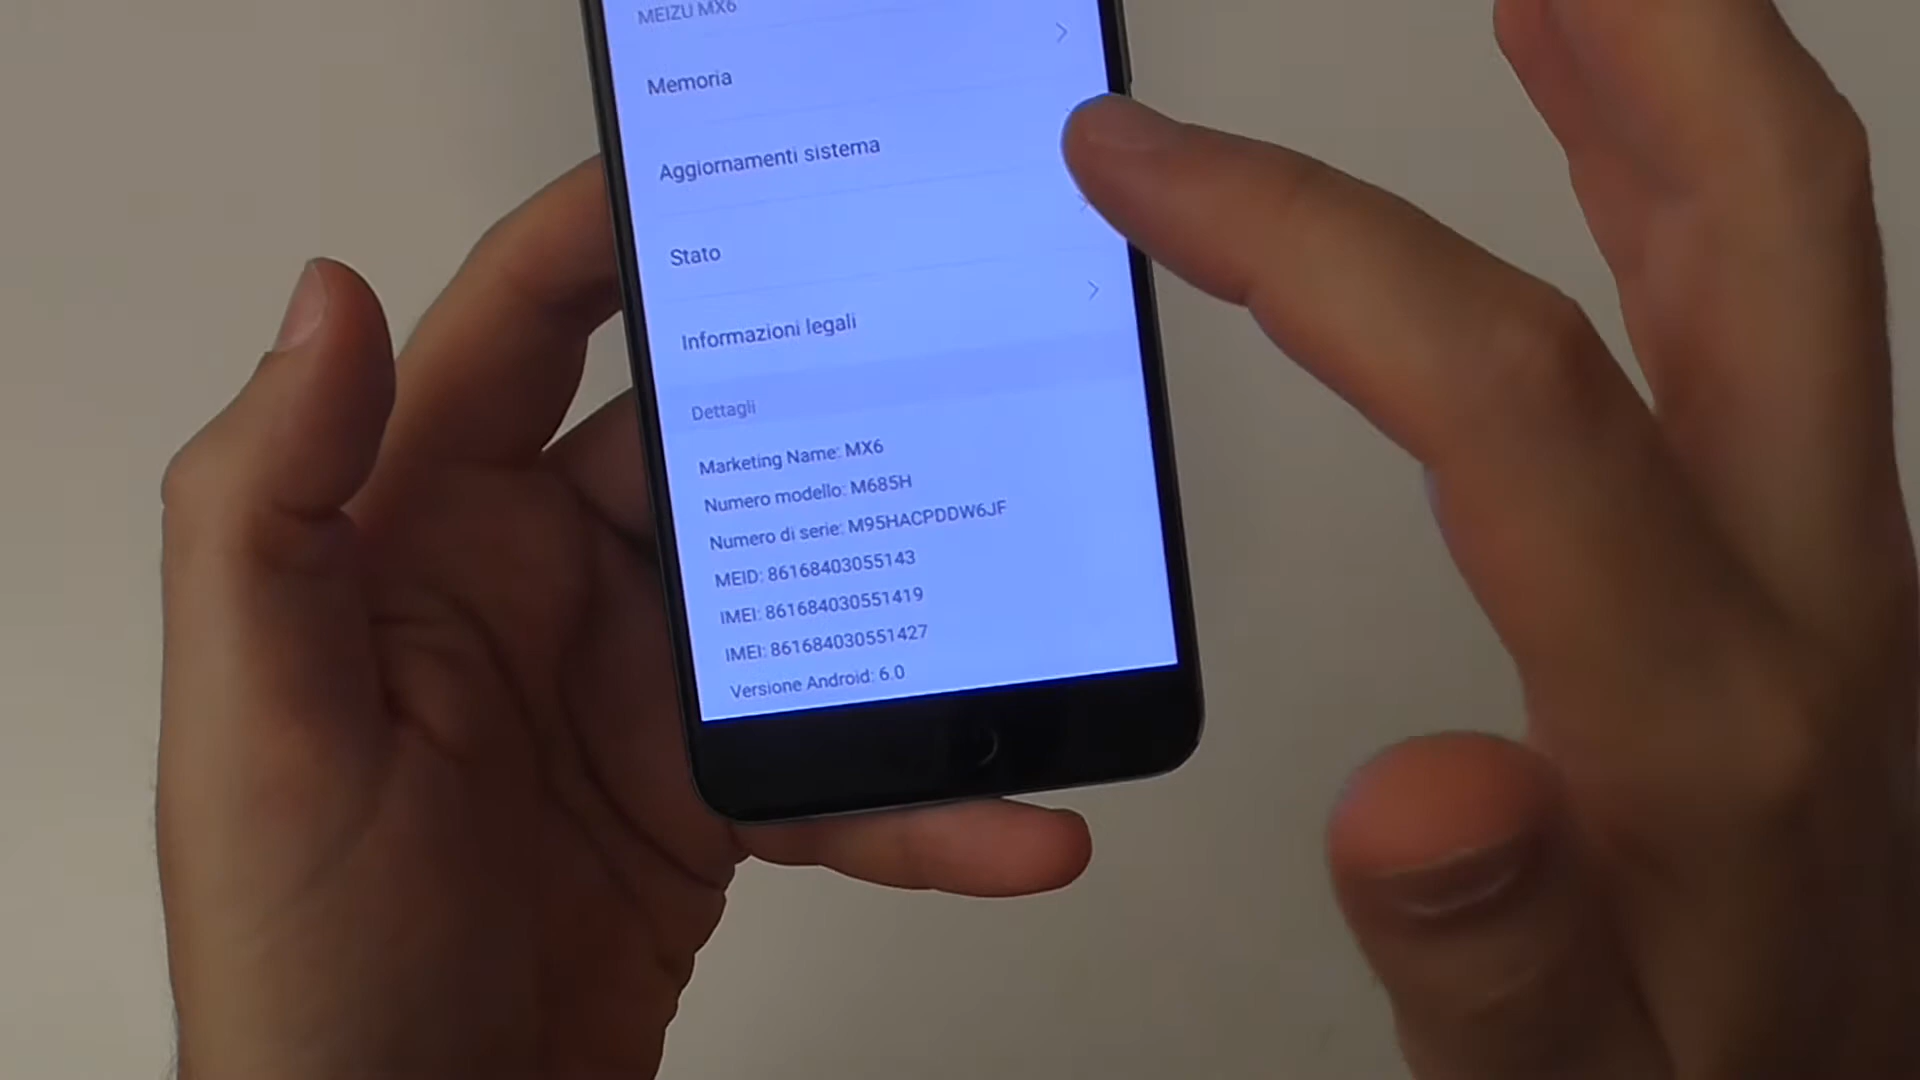 MEIZU MX6
Memoria
Aggiornamenti sistema
Stato
Informazioni legali
Dettagli
Marketing Name: MX6
Numero modello: M685H
Numero di serie: M95HACPDDW6JF
MEID: 86168403055143
IMEI: 861684030551419
IMEI: 861684030551427
Versione Android: 6.0